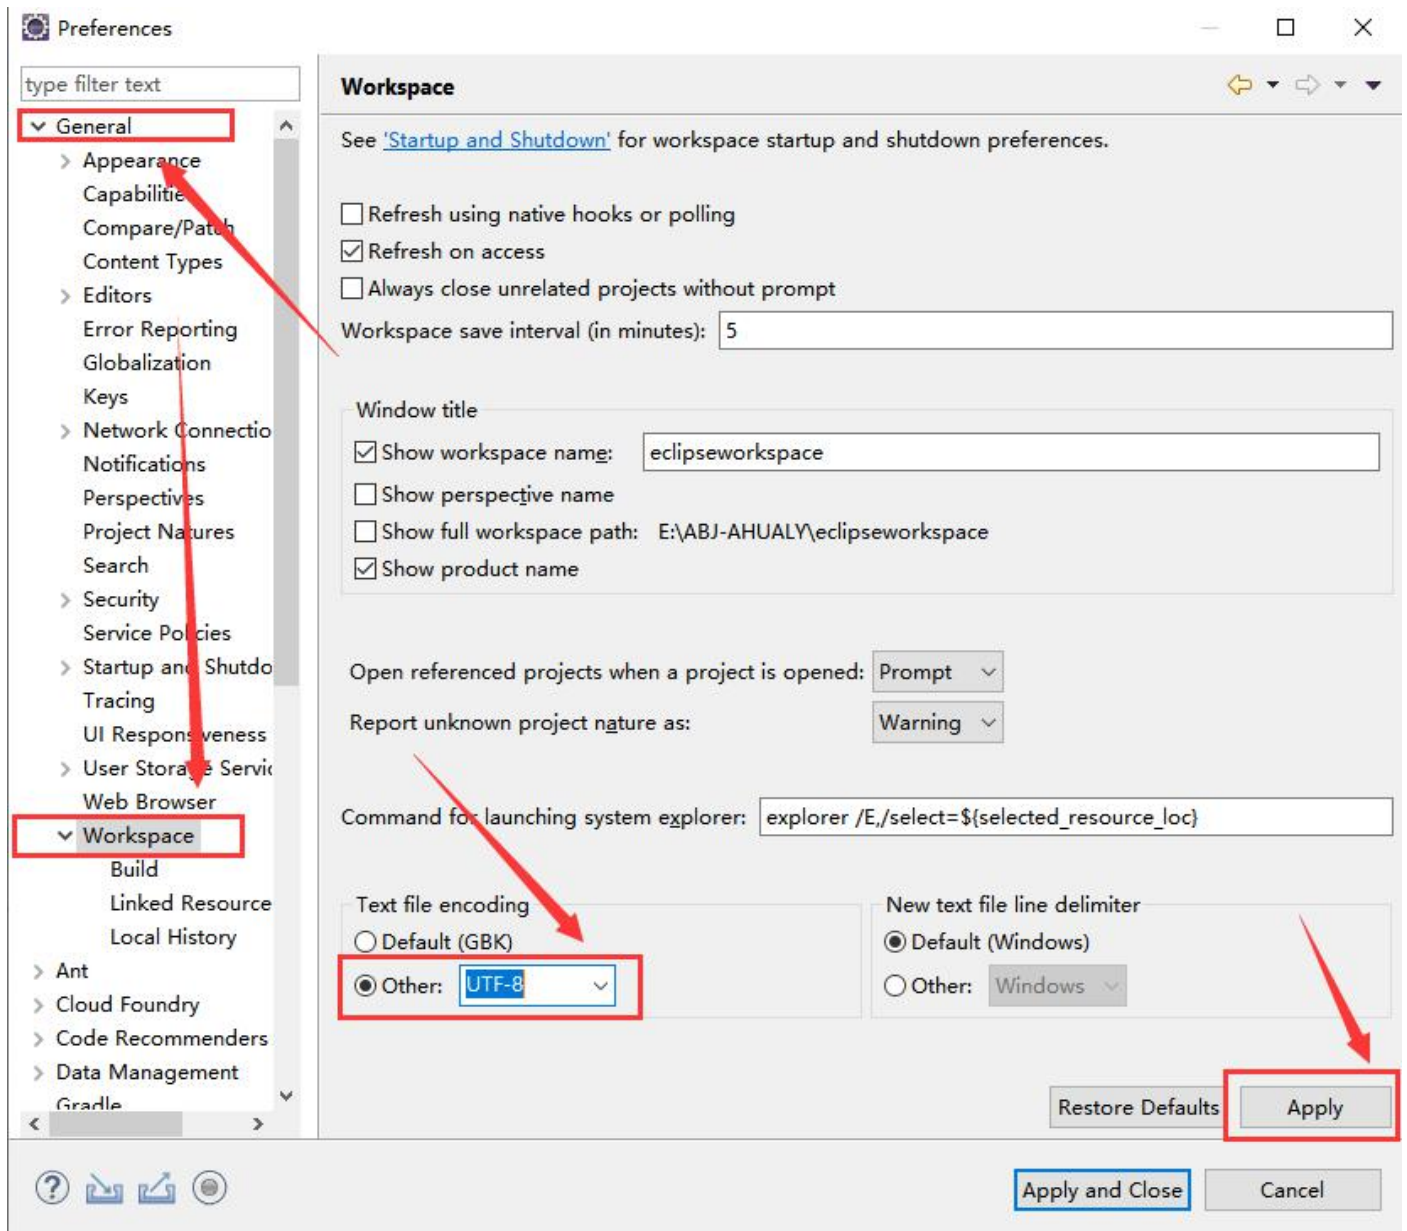 Preferences
type filter text
General
Appearance
Capabilitie
Compare/Patch
Content Types
Editors
Error Reporting
Globalization
Keys
Network Connectio
Notifications
Perspectives
Project Natures
Search
Security
Service Policies
Startup and Shutdo
Tracing
UI Responsiveness
User Storage Servic
Web Browser
Workspace
Build
Linked Resource
Local History
Ant
Cloud Foundry
Code Recommenders
Data Management
Gradle
Workspace
See 'Startup and Shutdown' for workspace startup and shutdown preferences.
Refresh using native hooks or polling
Refresh on access
Always close unrelated projects without prompt
Workspace save interval (in minutes): 5
Window title
Show workspace name: eclipseworkspace
Show perspective name
Show full workspace path: E:\ABJ-AHUALY\eclipseworkspace
Show product name
Open referenced projects when a project is opened: Prompt
Report unknown project nature as: Warning
Command for launching system explorer: explorer /E,/select=${selected_resource_loc}
Text file encoding
Default (GBK)
Other: UTF-8
New text file line delimiter
Default (Windows)
Other: Windows
Restore Defaults
Apply
Apply and Close
Cancel